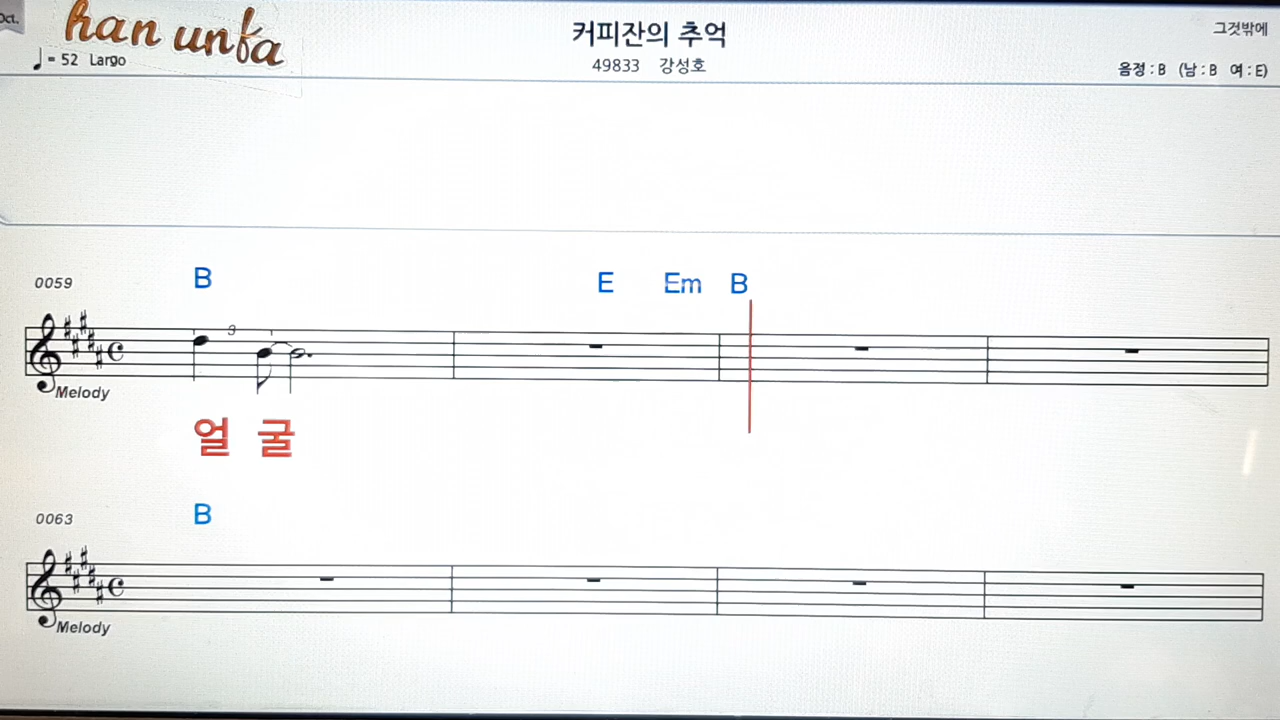 Oct.
han unfa
♩= 52 Largo
커피잔의 추억
49833 강성호
그것밖에
음정 : B (남 : B 여 : E)
0059
B E Em B
3
Melody
얼 굴
0063
B
Melody